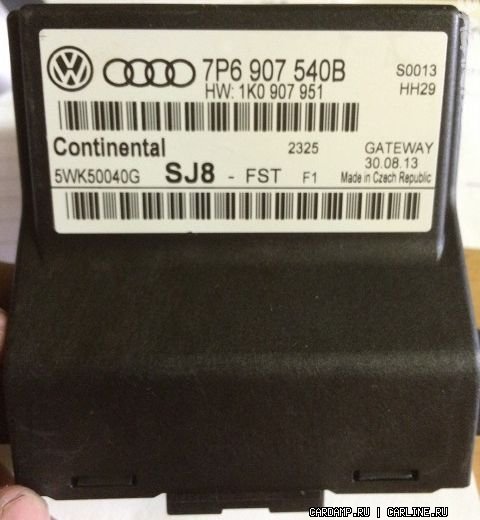 7P6 907 540B S0013
HW: 1K0 907 951 HH29
Continental 2325 GATEWAY
30.08.13
5WK50040G SJ8 - FST F1 Made in Czech Republic
CARDAMP.RU | CARLINE.RU